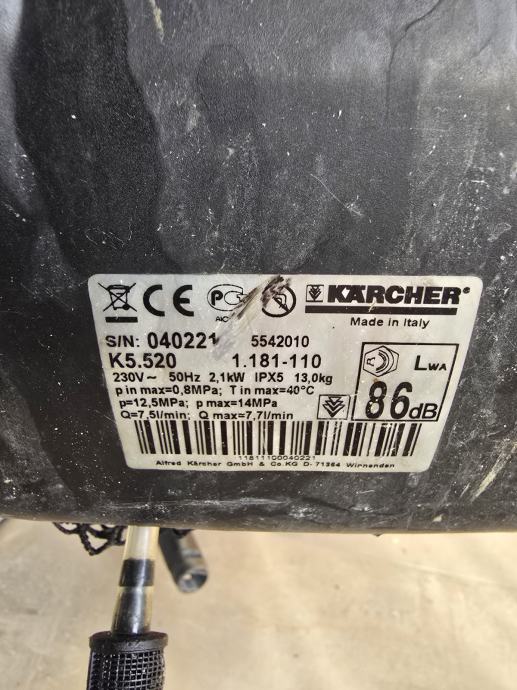 CE
KÄRCHER®
Made in Italy
S/N: 040221 5542010
K5.520 1.181-110
230V~ 50Hz 2,1kW IPX5 13,0kg
p in max=0,8MPa; T in max=40°C
p=12,5MPa; p max=14MPa
Q=7,5l/min; Q max=7,7l/min
LWA
86dB
11811100040221
Alfred Kärcher GmbH & Co.KG D-71364 Winnenden